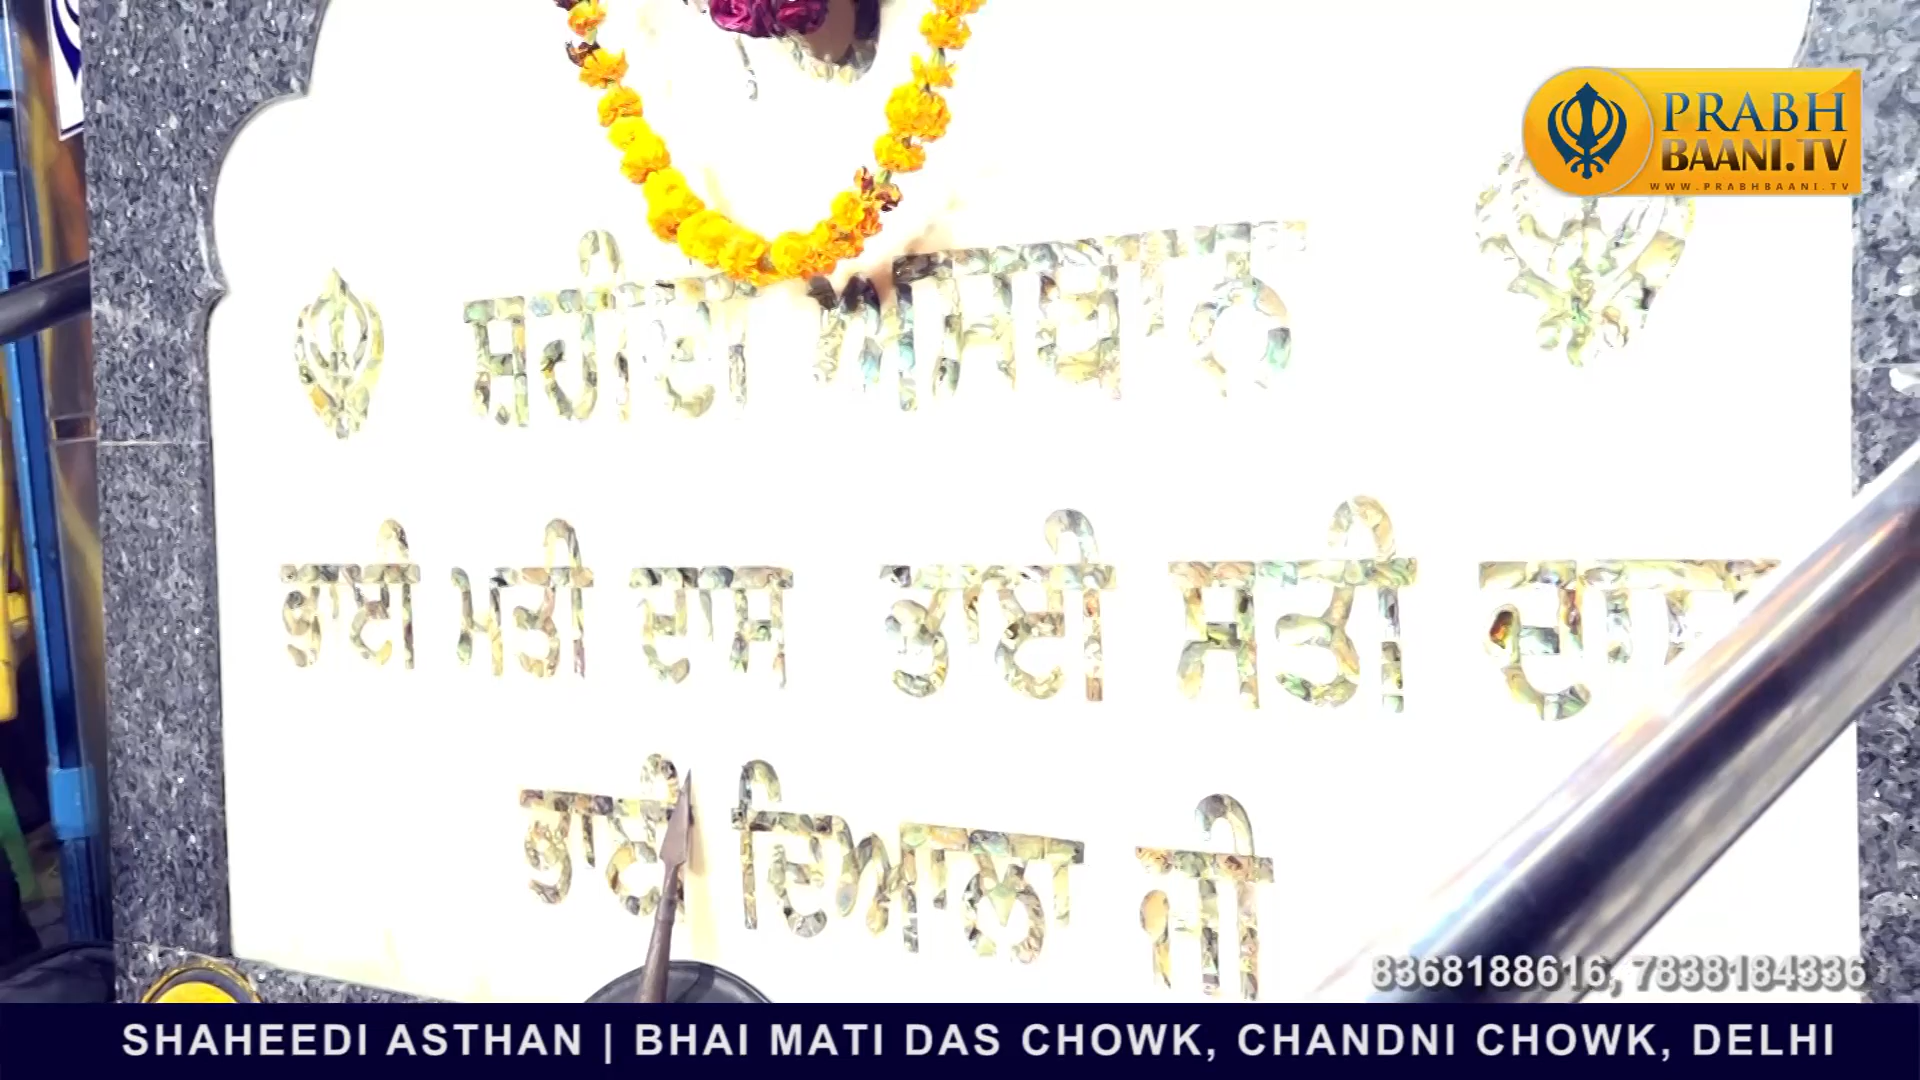 PRABH
BAANI.TV
WWW.PRABHBAANI.TV
ਸ਼ਹੀਦੀ ਅਸਥਾਨ
ਭਾਈ ਮਤੀ ਦਾਸ ਭਾਈ ਸਤੀ ਦਾਸ
ਭਾਈ ਦਿਆਲਾ ਜੀ
8368188616, 7838184336
SHAHEEDI ASTHAN | BHAI MATI DAS CHOWK, CHANDNI CHOWK, DELHI